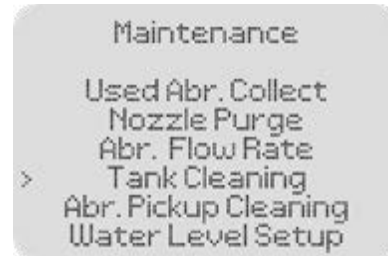 Maintenance
Used Abr. Collect
Nozzle Purge
Abr. Flow Rate
> Tank Cleaning
Abr. Pickup Cleaning
Water Level Setup